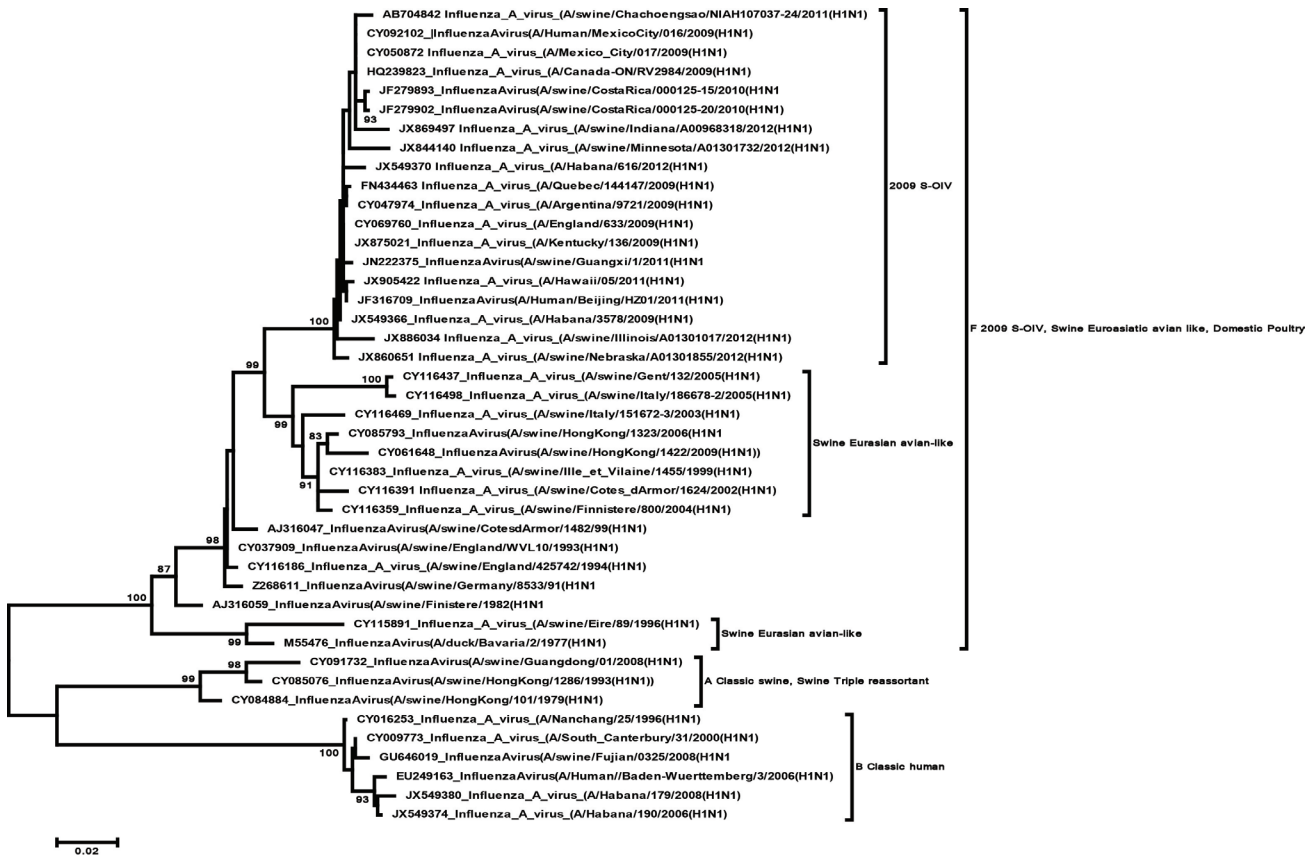 AB704842 Influenza_A_virus_(A/swine/Chachoengsao/NIAH107037-24/2011(H1N1)
CY092102_|InfluenzaAvirus(A/Human/MexicoCity/016/2009(H1N1)
CY050872 Influenza_A_virus_(A/Mexico_City/017/2009(H1N1)
HQ239823_Influenza_A_virus_(A/Canada-ON/RV2984/2009(H1N1)
JF279893_InfluenzaAvirus(A/swine/CostaRica/000125-15/2010(H1N1
JF279902_InfluenzaAvirus(A/swine/CostaRica/000125-20/2010(H1N1)
93
JX869497 Influenza_A_virus_(A/swine/Indiana/A00968318/2012(H1N1)
JX844140_Influenza_A_virus_(A/swine/Minnesota/A01301732/2012(H1N1)
JX549370 Influenza_A_virus_(A/Habana/616/2012(H1N1)
FN434463 Influenza_A_virus_(A/Quebec/144147/2009(H1N1)
2009 S-OIV
CY047974_Influenza_A_virus_(A/Argentina/9721/2009(H1N1)
CY069760_Influenza_A_virus_(A/England/633/2009(H1N1)
JX875021_Influenza_A_virus_(A/Kentucky/136/2009(H1N1)
JN222375_InfluenzaAvirus(A/swine/Guangxi/1/2011(H1N1
JX905422 Influenza_A_virus_(A/Hawaii/05/2011(H1N1)
JF316709_InfluenzaAvirus(A/Human/Beijing/HZ01/2011(H1N1)
JX549366_Influenza_A_virus_(A/Habana/3578/2009(H1N1)
100
F 2009 S-OIV, Swine Euroasiatic avian like, Domestic Poultry
JX886034_Influenza_A_virus_(A/swine/Illinois/A01301017/2012(H1N1)
JX860651_Influenza_A_virus_(A/swine/Nebraska/A01301855/2012(H1N1)
99
CY116437_Influenza_A_virus_(A/swine/Gent/132/2005(H1N1)
100
CY116498_Influenza_A_virus_(A/swine/Italy/186678-2/2005(H1N1)
CY116469_Influenza_A_virus_(A/swine/Italy/151672-3/2003(H1N1)
99
CY085793_InfluenzaAvirus(A/swine/HongKong/1323/2006(H1N1
83
Swine Eurasian avian-like
CY061648_InfluenzaAvirus(A/swine/HongKong/1422/2009(H1N1))
CY116383_Influenza_A_virus_(A/swine/Ille_et_Vilaine/1455/1999(H1N1)
91
CY116391 Influenza_A_virus_(A/swine/Cotes_dArmor/1624/2002(H1N1)
CY116359_Influenza_A_virus_(A/swine/Finnistere/800/2004(H1N1)
AJ316047_InfluenzaAvirus(A/swine/CotesdArmor/1482/99(H1N1)
98
CY037909_InfluenzaAvirus(A/swine/England/WVL10/1993(H1N1)
CY116186_Influenza_A_virus_(A/swine/England/425742/1994(H1N1)
87
Z268611_InfluenzaAvirus(A/swine/Germany/8533/91(H1N1
100
AJ316059_InfluenzaAvirus(A/swine/Finistere/1982(H1N1
CY115891_Influenza_A_virus_(A/swine/Eire/89/1996(H1N1)
Swine Eurasian avian-like
99
M55476_InfluenzaAvirus(A/duck/Bavaria/2/1977(H1N1)
CY091732_InfluenzaAvirus(A/swine/Guangdong/01/2008(H1N1)
98
CY085076_InfluenzaAvirus(A/swine/HongKong/1286/1993(H1N1))
99
A Classic swine, Swine Triple reassortant
CY084884_InfluenzaAvirus(A/swine/HongKong/101/1979(H1N1)
CY016253_Influenza_A_virus_(A/Nanchang/25/1996(H1N1)
CY009773_Influenza_A_virus_(A/South_Canterbury/31/2000(H1N1)
100
GU646019_InfluenzaAvirus(A/swine/Fujian/0325/2008(H1N1
B Classic human
EU249163_InfluenzaAvirus(A/Human//Baden-Wuerttemberg/3/2006(H1N1)
JX549380_Influenza_A_virus_(A/Habana/179/2008(H1N1)
93
JX549374_Influenza_A_virus_(A/Habana/190/2006(H1N1)
0.02